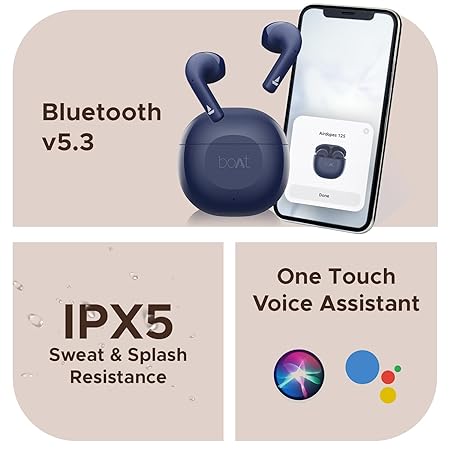 Bluetooth
v5.3
boAt
Airdopes 125
Done
IPX5
Sweat & Splash
Resistance
One Touch
Voice Assistant